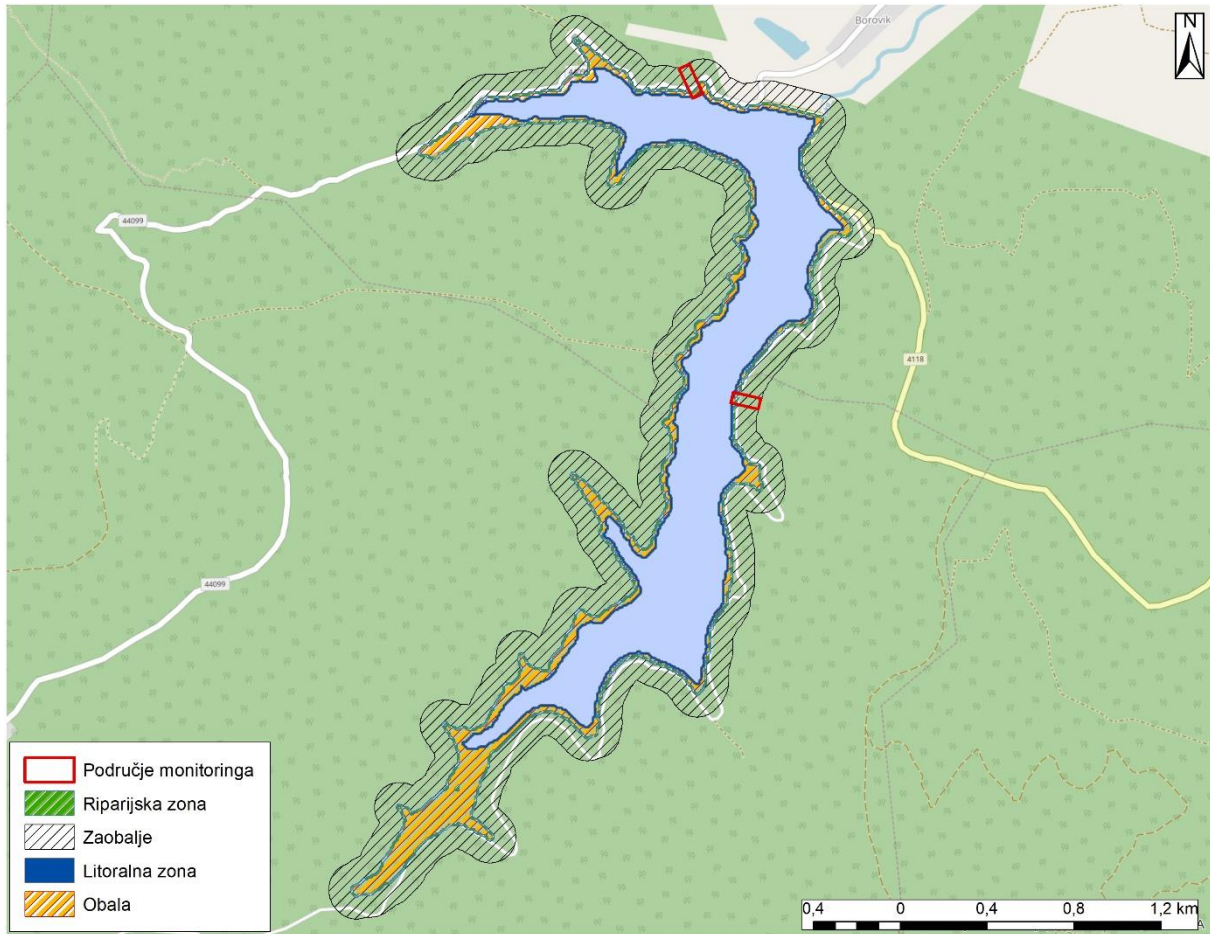 Borovik
N
44099
4118
44099
Područje monitoringa
Riparijska zona
Zaobalje
Litoralna zona
Obala
0,4 0 0,4 0,8 1,2 km
A